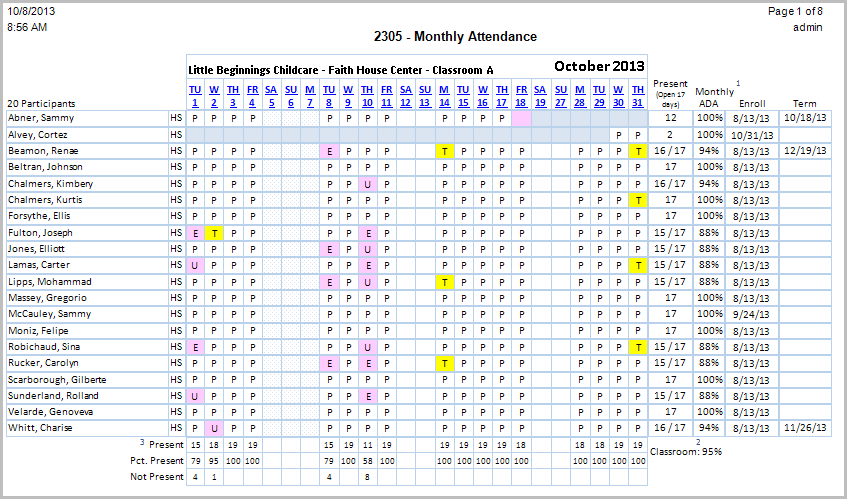 10/8/2013 Page 1 of 8
8:56 AM admin
2305 - Monthly Attendance
Little Beginnings Childcare - Faith House Center - Classroom A October 2013
TU W TH FR SA SU M TU W TH FR SA SU M TU W TH FR SA SU M TU W TH Present Monthly 1
20 Participants 1 2 3 4 5 6 7 8 9 10 11 12 13 14 15 16 17 18 19 27 28 29 30 31 (Open 17 days) ADA Enroll Term
Abner, Sammy HS P P P P P P P P P P P P 12 100% 8/13/13 10/18/13
Alvey, Cortez HS P P 2 100% 10/31/13
Beamon, Renae HS P P P P E P P P T P P P P P P P T 16 / 17 94% 8/13/13 12/19/13
Beltran, Johnson HS P P P P P P P P P P P P P P P P P 17 100% 8/13/13
Chalmers, Kimbery HS P P P P P P U P P P P P P P P P P 16 / 17 94% 8/13/13
Chalmers, Kurtis HS P P P P P P P P P P P P P P P P T 17 100% 8/13/13
Forsythe, Ellis HS P P P P P P P P P P P P P P P P P 17 100% 8/13/13
Fulton, Joseph HS E T P P P P E P P P P P P P P P P 15 / 17 88% 8/13/13
Jones, Elliott HS P P P P E P U P P P P P P P P P P 15 / 17 88% 8/13/13
Lamas, Carter HS U P P P P P E P P P P P P P P P T 15 / 17 88% 8/13/13
Lipps, Mohammad HS P P P P E P U P T P P P P P P P P 15 / 17 88% 8/13/13
Massey, Gregorio HS P P P P P P P P P P P P P P P P P 17 100% 8/13/13
McCauley, Sammy HS P P P P P P P P P P P P P P P P P 17 100% 9/24/13
Moniz, Felipe HS P P P P P P P P P P P P P P P P P 17 100% 8/13/13
Robichaud, Sina HS E P P P P P U P P P P P P P P P T 15 / 17 88% 8/13/13
Rucker, Carolyn HS P P P P E P E P T P P P P P P P P 15 / 17 88% 8/13/13
Scarborough, Gilberte HS P P P P P P P P P P P P P P P P P 17 100% 8/13/13
Sunderland, Rolland HS U P P P P P E P P P P P P P P P P 15 / 17 88% 8/13/13
Velarde, Genoveva HS P P P P P P P P P P P P P P P P P 17 100% 8/13/13
Whitt, Charise HS P U P P P P P P P P P P P P P P P 16 / 17 94% 8/13/13 11/26/13
3 Present 15 18 19 19 15 19 11 19 19 19 19 19 18 18 18 19 19 2
Classroom: 95%
Pct. Present 79 95 100 100 79 100 58 100 100 100 100 100 100 100 100 100 100
Not Present 4 1 4 8